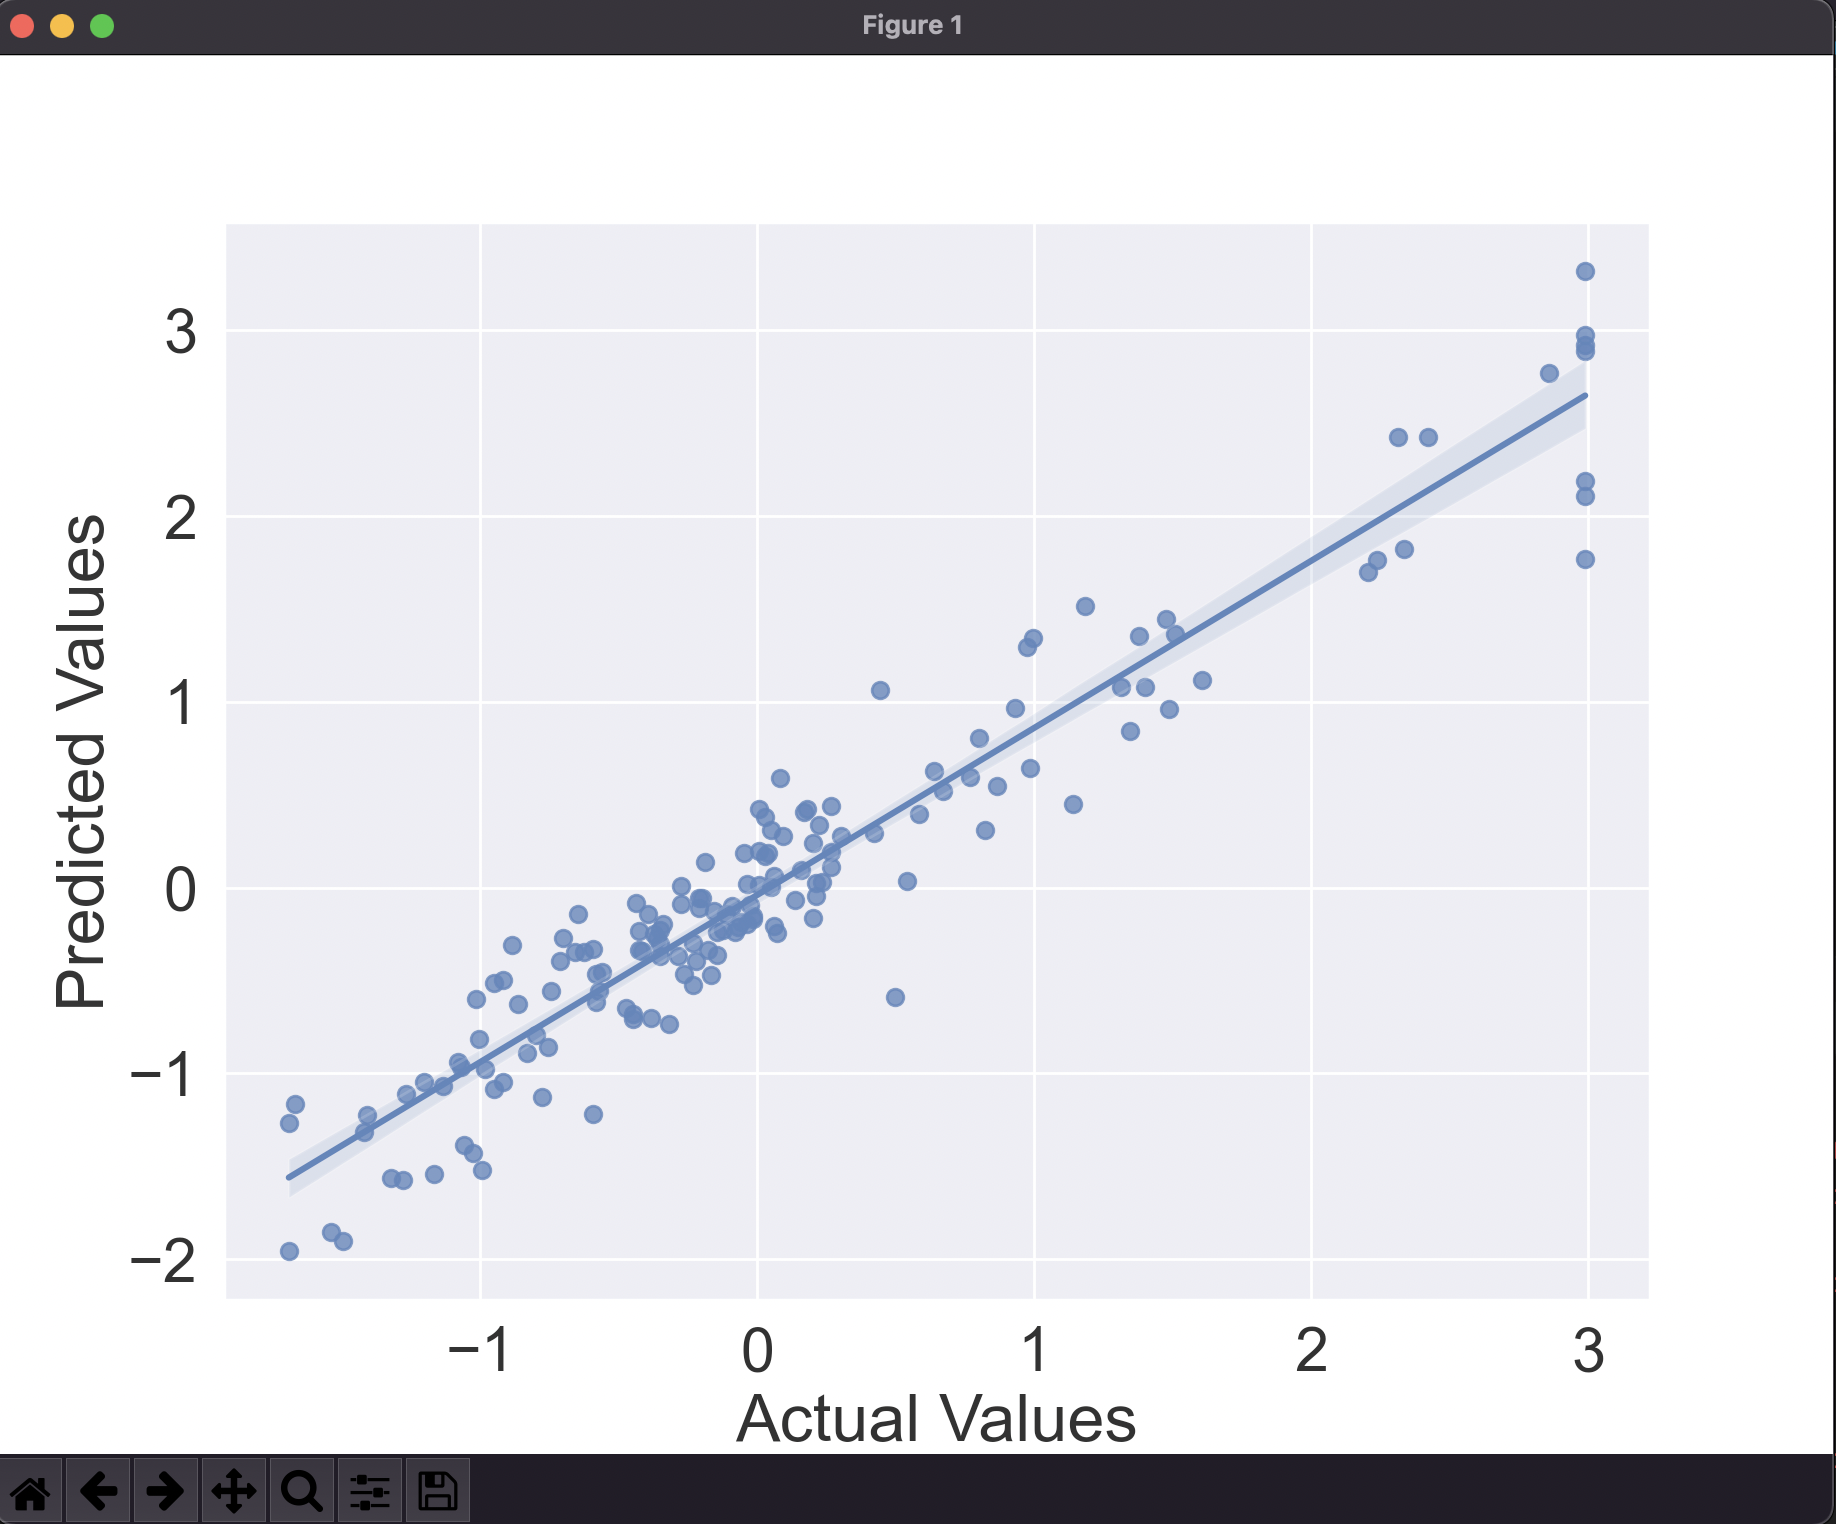 Figure 1
3
2
1
0
−1
−2
Predicted Values
−1 0 1 2 3
Actual Values